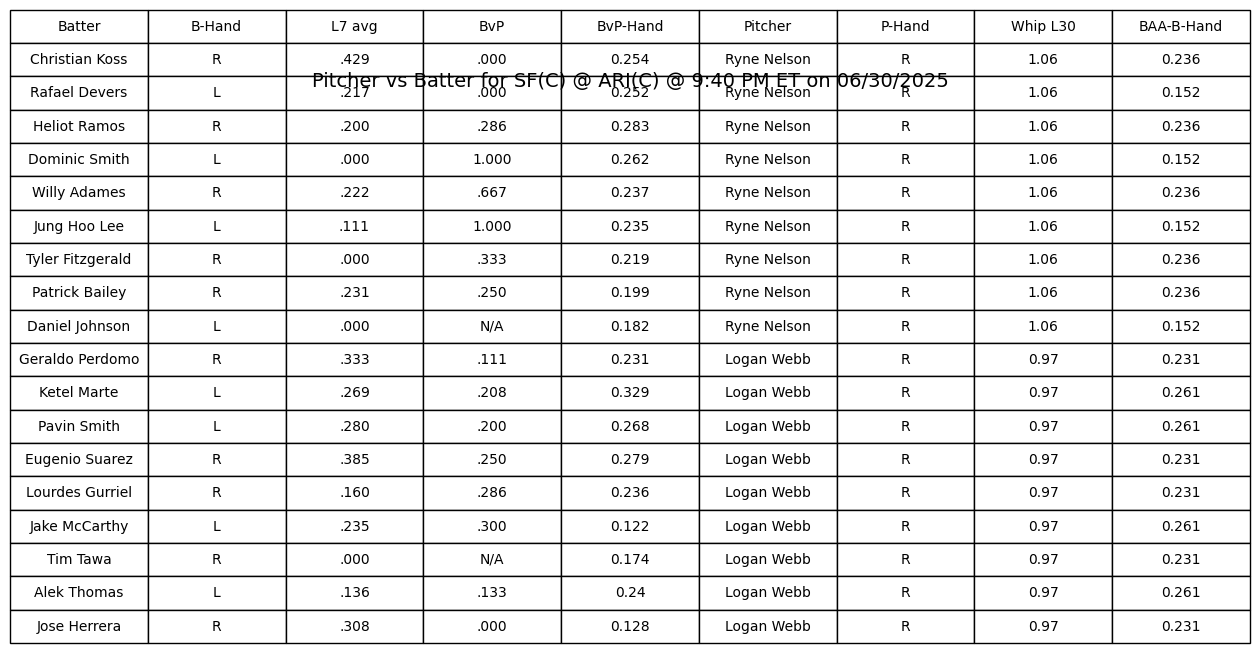 Batter B-Hand L7 avg BvP BvP-Hand Pitcher P-Hand Whip L30 BAA-B-Hand
Christian Koss R .429 .000 0.254 Ryne Nelson R 1.06 0.236
Pitcher vs Batter for SF(C) @ ARI(C) @ 9:40 PM ET on 06/30/2025
Rafael Devers L .217 .000 0.252 Ryne Nelson R 1.06 0.152
Heliot Ramos R .200 .286 0.283 Ryne Nelson R 1.06 0.236
Dominic Smith L .000 1.000 0.262 Ryne Nelson R 1.06 0.152
Willy Adames R .222 .667 0.237 Ryne Nelson R 1.06 0.236
Jung Hoo Lee L .111 1.000 0.235 Ryne Nelson R 1.06 0.152
Tyler Fitzgerald R .000 .333 0.219 Ryne Nelson R 1.06 0.236
Patrick Bailey R .231 .250 0.199 Ryne Nelson R 1.06 0.236
Daniel Johnson L .000 N/A 0.182 Ryne Nelson R 1.06 0.152
Geraldo Perdomo R .333 .111 0.231 Logan Webb R 0.97 0.231
Ketel Marte L .269 .208 0.329 Logan Webb R 0.97 0.261
Pavin Smith L .280 .200 0.268 Logan Webb R 0.97 0.261
Eugenio Suarez R .385 .250 0.279 Logan Webb R 0.97 0.231
Lourdes Gurriel R .160 .286 0.236 Logan Webb R 0.97 0.231
Jake McCarthy L .235 .300 0.122 Logan Webb R 0.97 0.261
Tim Tawa R .000 N/A 0.174 Logan Webb R 0.97 0.231
Alek Thomas L .136 .133 0.24 Logan Webb R 0.97 0.261
Jose Herrera R .308 .000 0.128 Logan Webb R 0.97 0.231